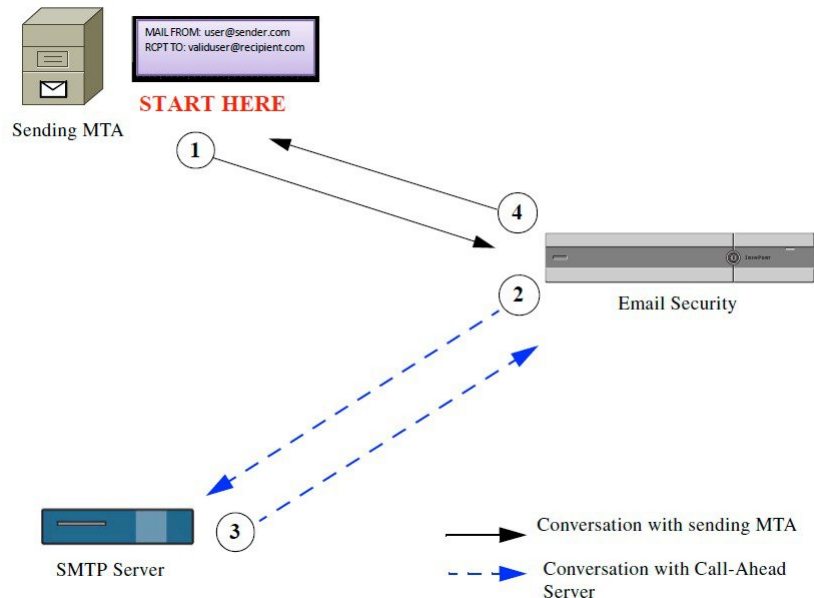 MAIL FROM: user@sender.com
RCPT TO: validuser@recipient.com
START HERE
Sending MTA
1
4
IronPort
2
Email Security
3
SMTP Server
Conversation with sending MTA
Conversation with Call-Ahead
Server